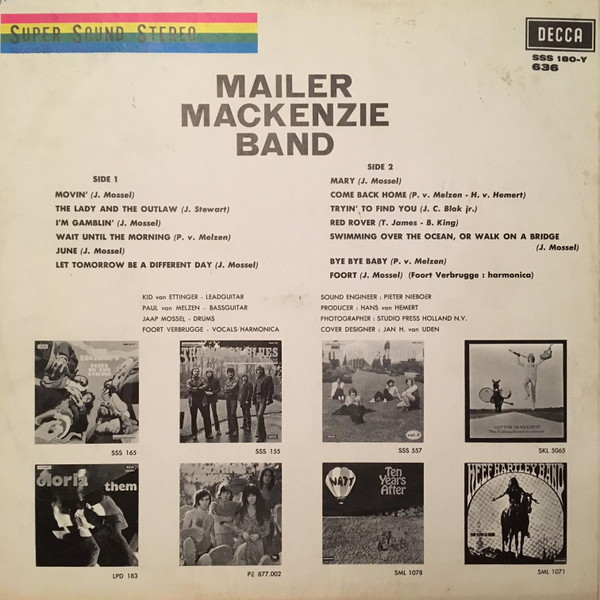 SUPER SOUND STEREO
DECCA
SSS 180-Y
636
MAILER
MACKENZIE
BAND
SIDE 1
MOVIN' (J. Mossel)
THE LADY AND THE OUTLAW (J. Stewart)
I'M GAMBLIN' (J. Mossel)
WAIT UNTIL THE MORNING (P. v. Melzen)
JUNE (J. Mossel)
LET TOMORROW BE A DIFFERENT DAY (J. Mossel)
SIDE 2
MARY (J. Mossel)
COME BACK HOME (P. v. Melzen - H. v. Hemert)
TRYIN' TO FIND YOU (J. C. Blok jr.)
RED ROVER (T. James - B. King)
SWIMMING OVER THE OCEAN, OR WALK ON A BRIDGE
(J. Mossel)
BYE BYE BABY (P. v. Melzen)
FOORT (J. Mossel) (Foort Verbrugge : harmonica)
KID van ETTINGER - LEADGUITAR
PAUL van MELZEN - BASSGUITAR
JAAP MOSSEL - DRUMS
FOORT VERBRUGGE - VOCALS/HARMONICA
SOUND ENGINEER : PIETER NIEBOER
PRODUCER : HANS van HEMERT
PHOTOGRAPHER : STUDIO PRESS HOLLAND N.V.
COVER DESIGNER : JAN H. van UDEN
SSS 165
SSS 155
vol. 2
SSS 557
SKL 5065
Gloria them
LPD 183
PE 877.002
WATT
Ten
Years
After
SML 1078
KEEF HARTLEY BAND
SML 1071